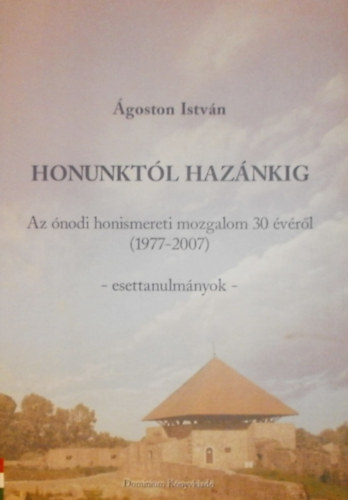 Ágoston István
HONUNKTÓL HAZÁNKIG
Az ónodi honismereti mozgalom 30 évéről
(1977-2007)
- esettanulmányok -